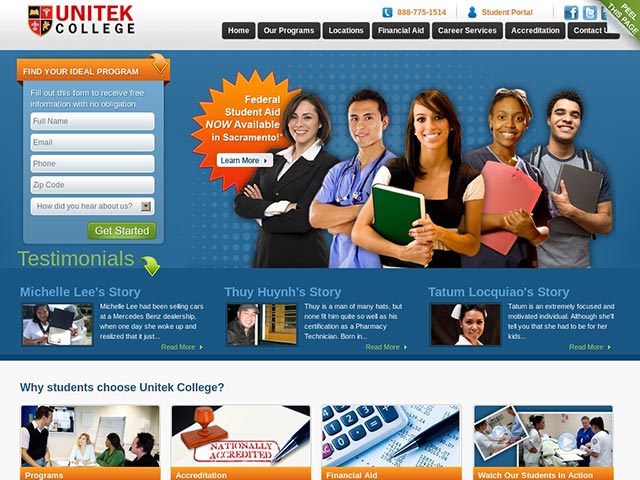 UNITEK
COLLEGE
888-775-1514
Student Portal
PEEL
THIS PAGE
Home
Our Programs
Locations
Financial Aid
Career Services
Accreditation
Contact U
FIND YOUR IDEAL PROGRAM
Fill out this form to receive free
information with no obligation.
Full Name
Email
Phone
Zip Code
How did you hear about us?
Get Started
Federal
Student Aid
NOW Available
in Sacramento!*
Learn More
Testimonials
Michelle Lee's Story
Michelle Lee had been selling cars
at a Mercedes Benz dealership,
when one day she woke up and
realized that it just...
Read More
Thuy Huynh's Story
Thuy is a man of many hats, but
none fit him quite so well as his
certification as a Pharmacy
Technician. Born in...
Read More
Tatum Locquiao's Story
Tatum is an extremely focused and
motivated individual. Although she'll
tell you that she had to be for her
kids...
Read More
Why students choose Unitek College?
NATIONALLY
ACCREDITED
Programs
Accreditation
Financial Aid
Watch Our Students In Action